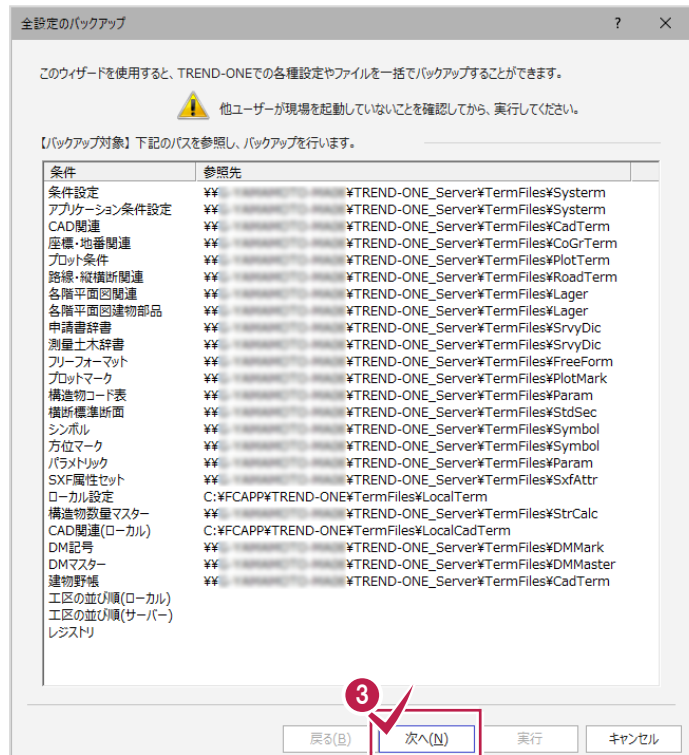 全設定のバックアップ ? ×
このウィザードを使用すると、TREND-ONEでの各種設定やファイルを一括でバックアップすることができます。
他ユーザーが現場を起動していないことを確認してから、実行してください。
【バックアップ対象】下記のパスを参照し、バックアップを行います。
条件 参照先
条件設定 ¥¥ ¥TREND-ONE_Server¥TermFiles¥Systerm
アプリケーション条件設定 ¥¥ ¥TREND-ONE_Server¥TermFiles¥Systerm
CAD関連 ¥¥ ¥TREND-ONE_Server¥TermFiles¥CadTerm
座標・地番関連 ¥¥ ¥TREND-ONE_Server¥TermFiles¥CoGrTerm
プロット条件 ¥¥ ¥TREND-ONE_Server¥TermFiles¥PlotTerm
路線・縦横断関連 ¥¥ ¥TREND-ONE_Server¥TermFiles¥RoadTerm
各階平面図関連 ¥¥ ¥TREND-ONE_Server¥TermFiles¥Lager
各階平面図建物部品 ¥¥ ¥TREND-ONE_Server¥TermFiles¥Lager
申請書辞書 ¥¥ ¥TREND-ONE_Server¥TermFiles¥SrvyDic
測量土木辞書 ¥¥ ¥TREND-ONE_Server¥TermFiles¥SrvyDic
フリーフォーマット ¥¥ ¥TREND-ONE_Server¥TermFiles¥FreeForm
プロットマーク ¥¥ ¥TREND-ONE_Server¥TermFiles¥PlotMark
構造物コード表 ¥¥ ¥TREND-ONE_Server¥TermFiles¥Param
横断標準断面 ¥¥ ¥TREND-ONE_Server¥TermFiles¥StdSec
シンボル ¥¥ ¥TREND-ONE_Server¥TermFiles¥Symbol
方位マーク ¥¥ ¥TREND-ONE_Server¥TermFiles¥Symbol
パラメトリック ¥¥ ¥TREND-ONE_Server¥TermFiles¥Param
SXF属性セット ¥¥ ¥TREND-ONE_Server¥TermFiles¥SxfAttr
ローカル設定 C:¥FCAPP¥TREND-ONE¥TermFiles¥LocalTerm
構造物数量マスター ¥¥ ¥TREND-ONE_Server¥TermFiles¥StrCalc
CAD関連(ローカル) C:¥FCAPP¥TREND-ONE¥TermFiles¥LocalCadTerm
DM記号 ¥¥ ¥TREND-ONE_Server¥TermFiles¥DMMark
DMマスター ¥¥ ¥TREND-ONE_Server¥TermFiles¥DMMaster
建物野帳 ¥¥ ¥TREND-ONE_Server¥TermFiles¥CadTerm
工区の並び順(ローカル)
工区の並び順(サーバー)
レジストリ
3
戻る(B) 次へ(N) 実行 キャンセル